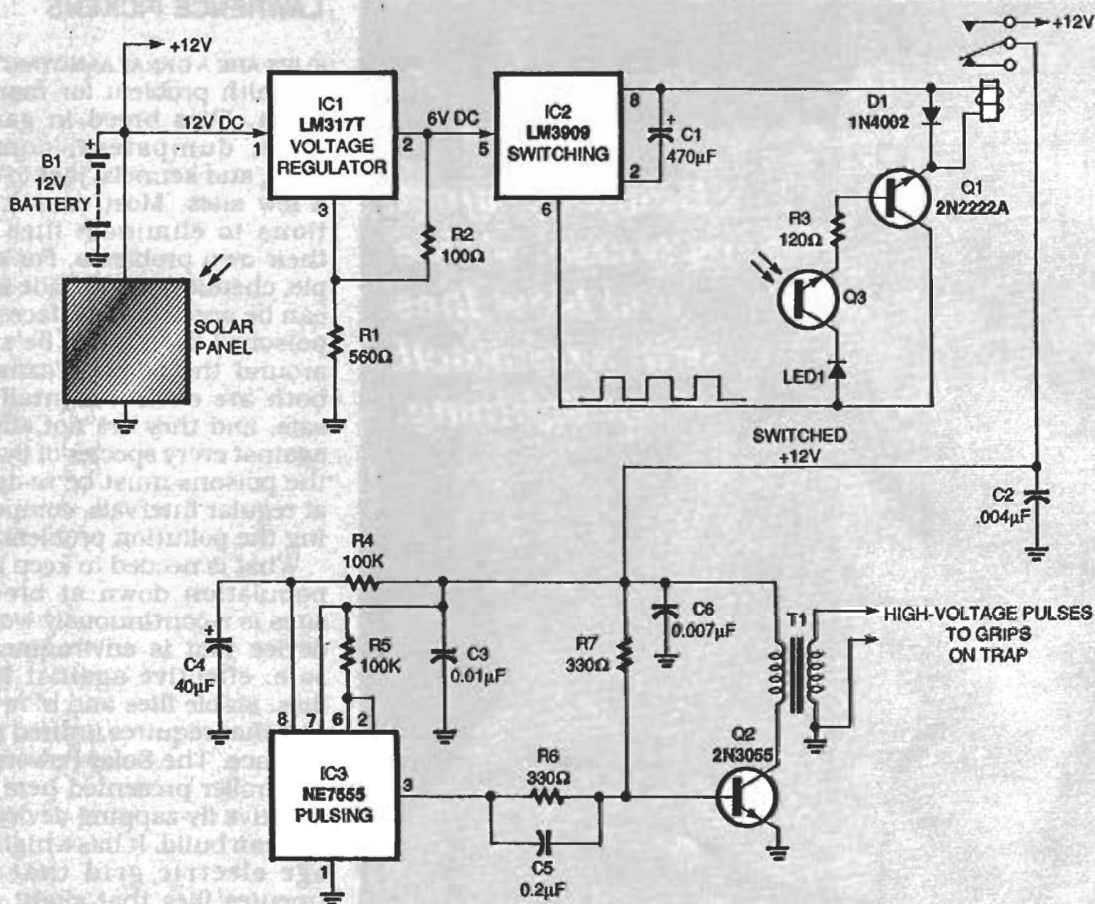 +12V
+12V
12V DC
1
IC1
LM317T
VOLTAGE
REGULATOR
2
3
6V DC
5
IC2
LM3909
SWITCHING
8
2
6
+
C1
470µF
D1
1N4002
+
B1
12V
BATTERY
R2
100Ω
R1
560Ω
SOLAR
PANEL
Q1
2N2222A
R3
120Ω
Q3
LED1
SWITCHED
+12V
C2
.004µF
R4
100K
R5
100K
+
C4
40µF
C3
0.01µF
C6
0.007µF
R7
330Ω
T1
HIGH-VOLTAGE PULSES
TO GRIPS
ON TRAP
8 7 6 2
IC3
NE7555
PULSING
3
1
R6
330Ω
C5
0.2µF
Q2
2N3055